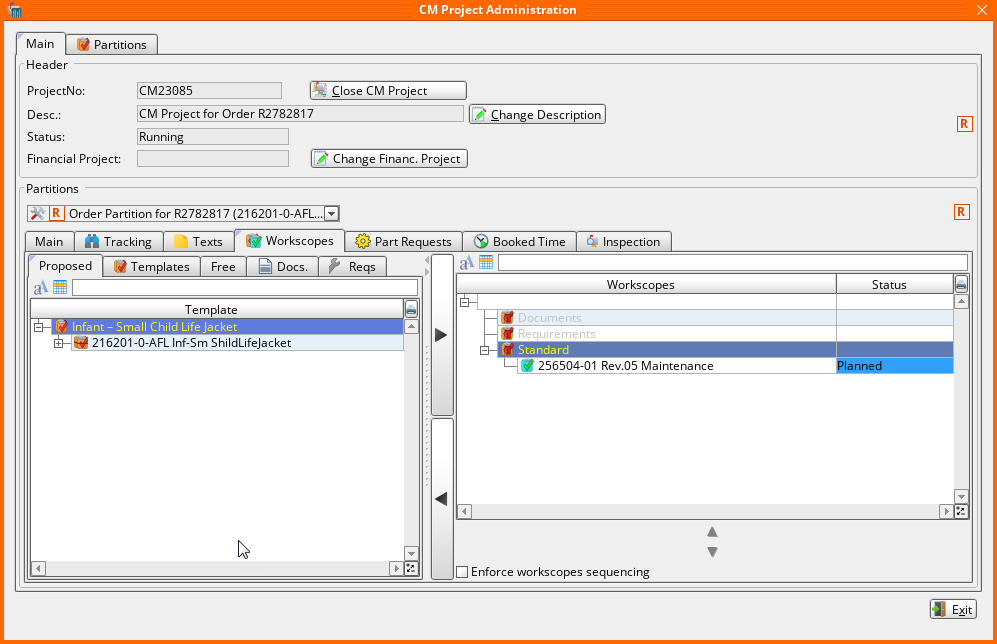 CM Project Administration
Main
Partitions
Header
ProjectNo:
CM23085
Close CM Project
Desc.:
CM Project for Order R2782817
Change Description
R
Status:
Running
Financial Project:
Change Financ. Project
Partitions
R
Order Partition for R2782817 (216201-0-AFL...
R
Main
Tracking
Texts
Workscopes
Part Requests
Booked Time
Inspection
Proposed
Templates
Free
Docs.
Reqs
aA
aA
Template
Infant – Small Child Life Jacket
216201-0-AFL Inf-Sm ShildLifeJacket
Workscopes
Status
Documents
Requirements
Standard
256504-01 Rev.05 Maintenance
Planned
Enforce workscopes sequencing
Exit